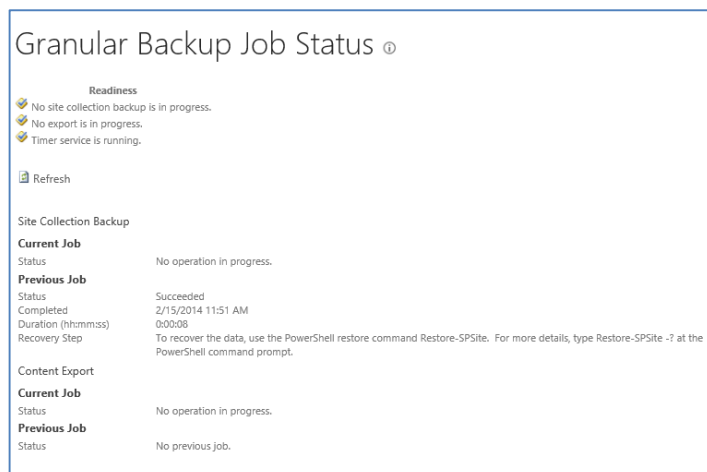 Granular Backup Job Status
Readiness
No site collection backup is in progress.
No export is in progress.
Timer service is running.
Refresh
Site Collection Backup
Current Job
Status No operation in progress.
Previous Job
Status Succeeded
Completed 2/15/2014 11:51 AM
Duration (hh:mm:ss) 0:00:08
Recovery Step To recover the data, use the PowerShell restore command Restore-SPSite. For more details, type Restore-SPSite -? at the
PowerShell command prompt.
Content Export
Current Job
Status No operation in progress.
Previous Job
Status No previous job.